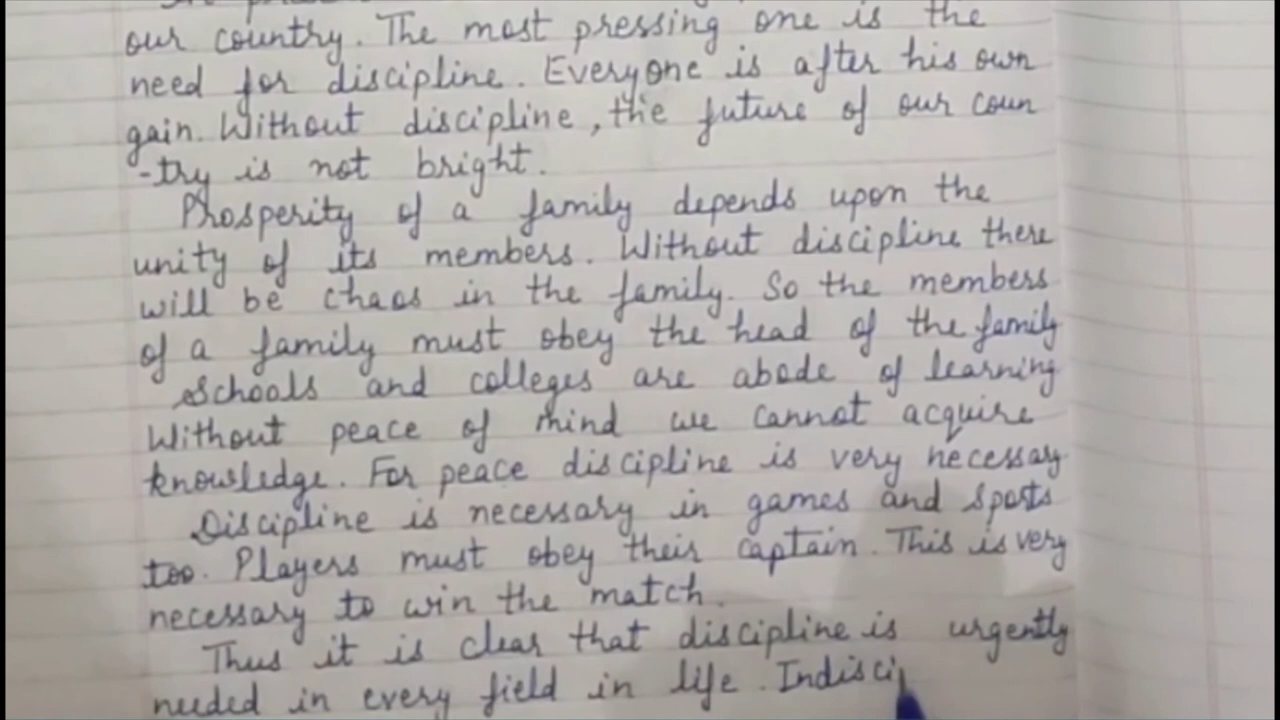 our country. The most pressing one is the
need for discipline. Everyone is after his own
gain. Without discipline, the future of our coun
-try is not bright.
Prosperity of a family depends upon the
unity of its members. Without discipline there
will be chaos in the family. So the members
of a family must obey the head of the family
Schools and colleges are abode of learning
Without peace of mind we cannot acquire
knowledge. For peace discipline is very necessary
Discipline is necessary in games and sports
too. Players must obey their captain. This is very
necessary to win the match.
Thus it is clear that discipline is urgently
needed in every field in life. Indisci